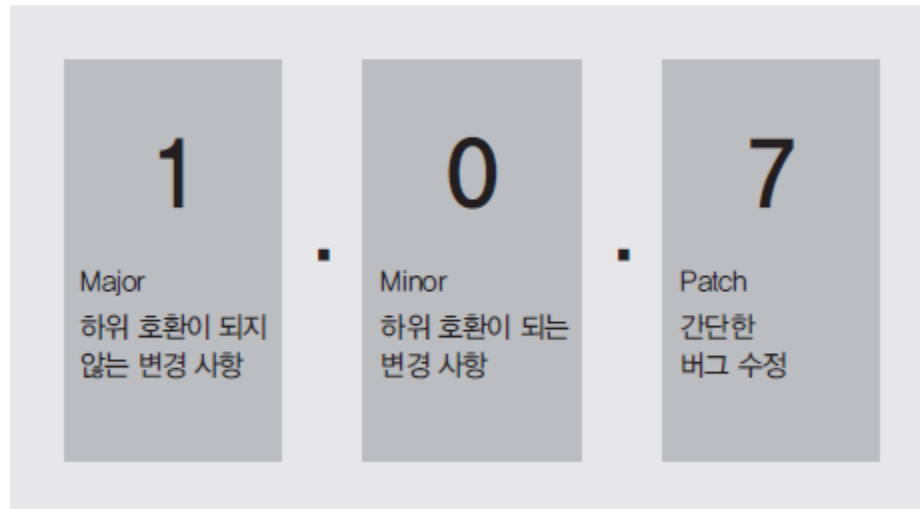 1 . 0 . 7
Major
하위 호환이 되지
않는 변경 사항
Minor
하위 호환이 되는
변경 사항
Patch
간단한
버그 수정